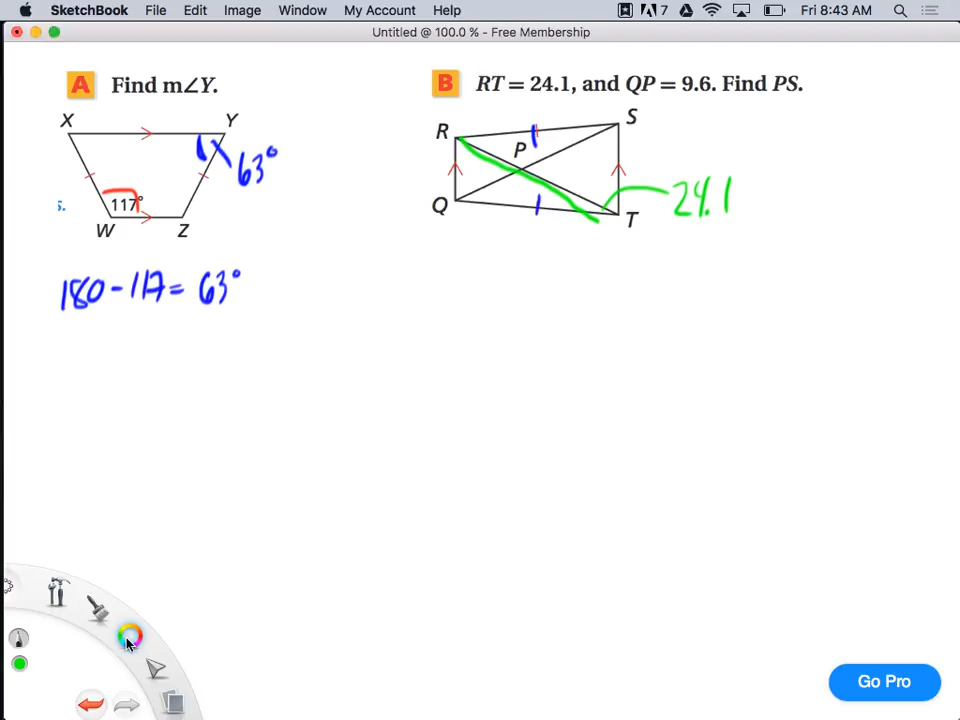 SketchBook File Edit Image Window My Account Help 7 Fri 8:43 AM
Untitled @ 100.0 % - Free Membership
A Find m∠Y.
B RT = 24.1, and QP = 9.6. Find PS.
X Y
63°
117°
W Z
s.
R S
P
Q T
24.1
180 - 117 = 63°
Go Pro